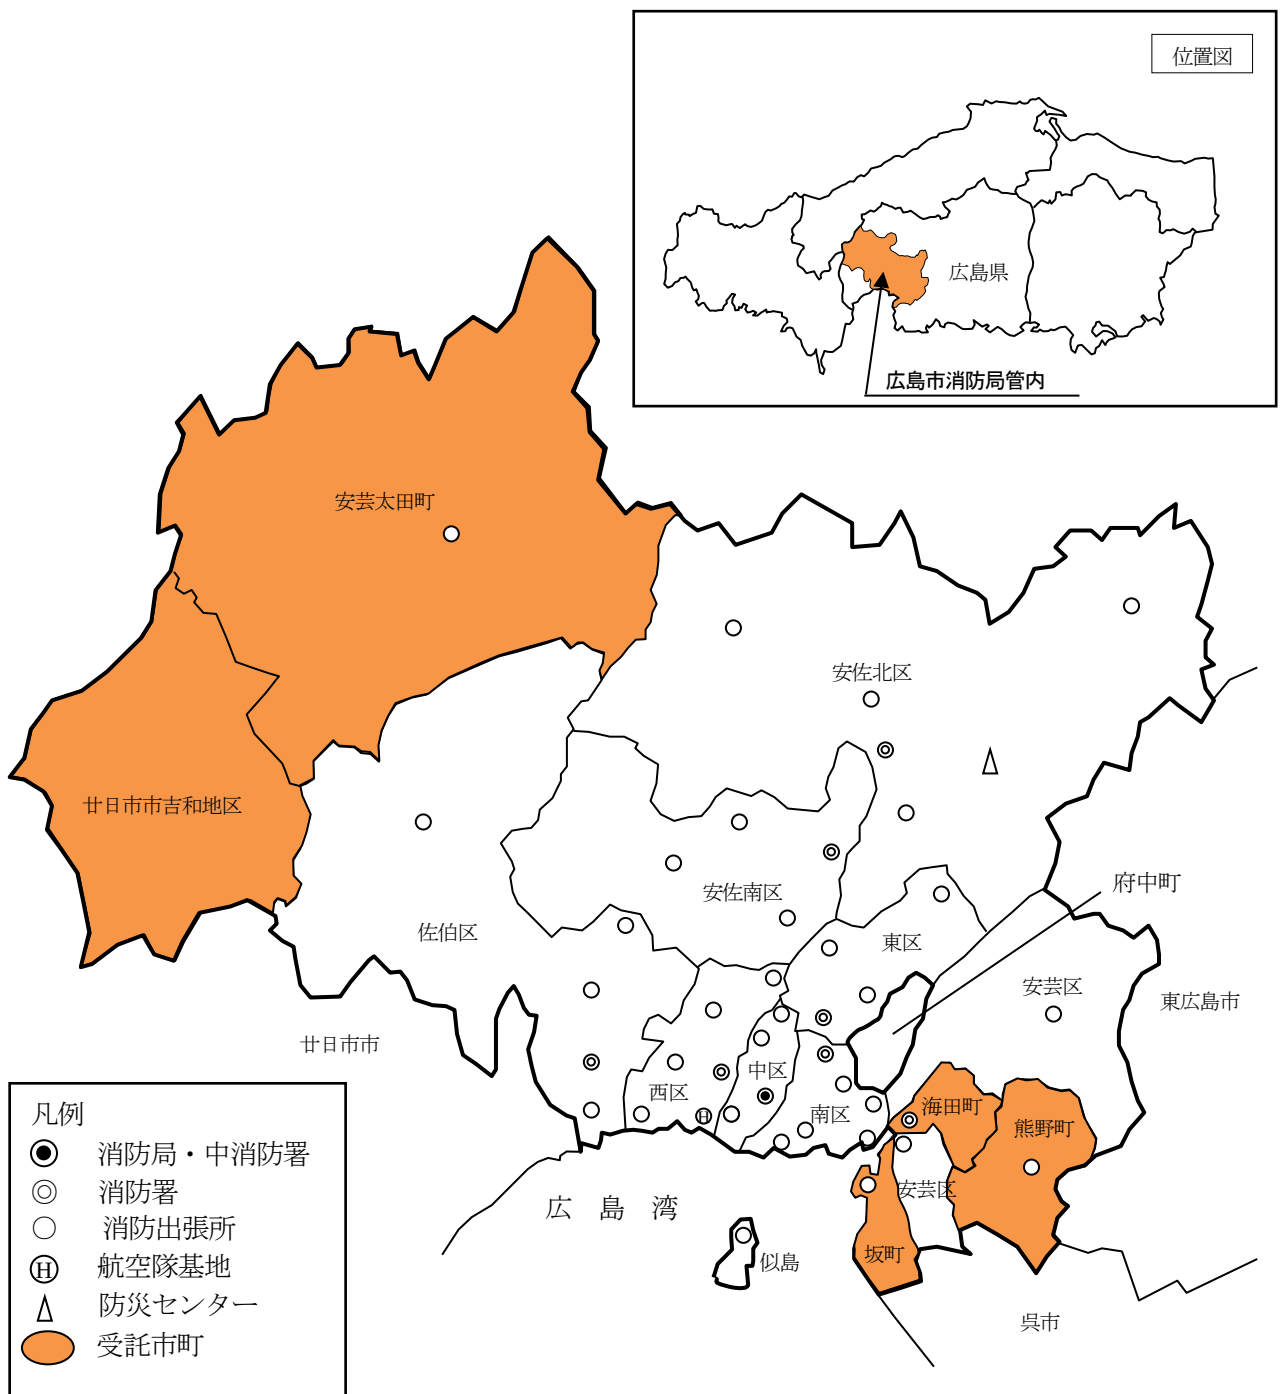 位置図
広島県
広島市消防局管内
安芸太田町
安佐北区
廿日市市吉和地区
府中町
安佐南区
佐伯区
東区
安芸区
東広島市
廿日市市
中区
西区
南区
海田町
熊野町
安芸区
広島湾
坂町
似島
呉市
凡例
消防局・中消防署
消防署
消防出張所
H
H 航空隊基地
防災センター
受託市町